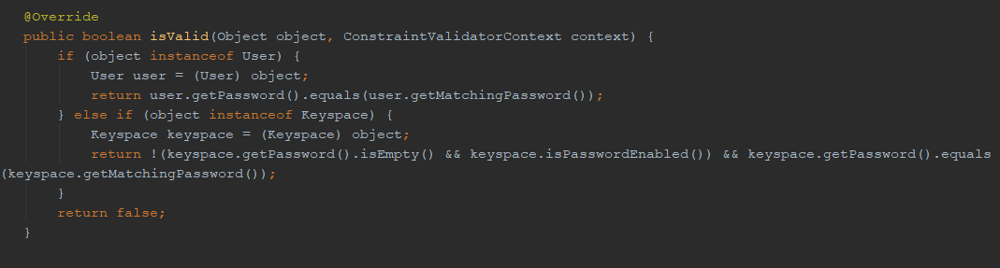 @Override
public boolean isValid(Object object, ConstraintValidatorContext context) {
if (object instanceof User) {
User user = (User) object;
return user.getPassword().equals(user.getMatchingPassword());
} else if (object instanceof Keyspace) {
Keyspace keyspace = (Keyspace) object;
return !(keyspace.getPassword().isEmpty() && keyspace.isPasswordEnabled()) && keyspace.getPassword().equals
(keyspace.getMatchingPassword());
}
return false;
}